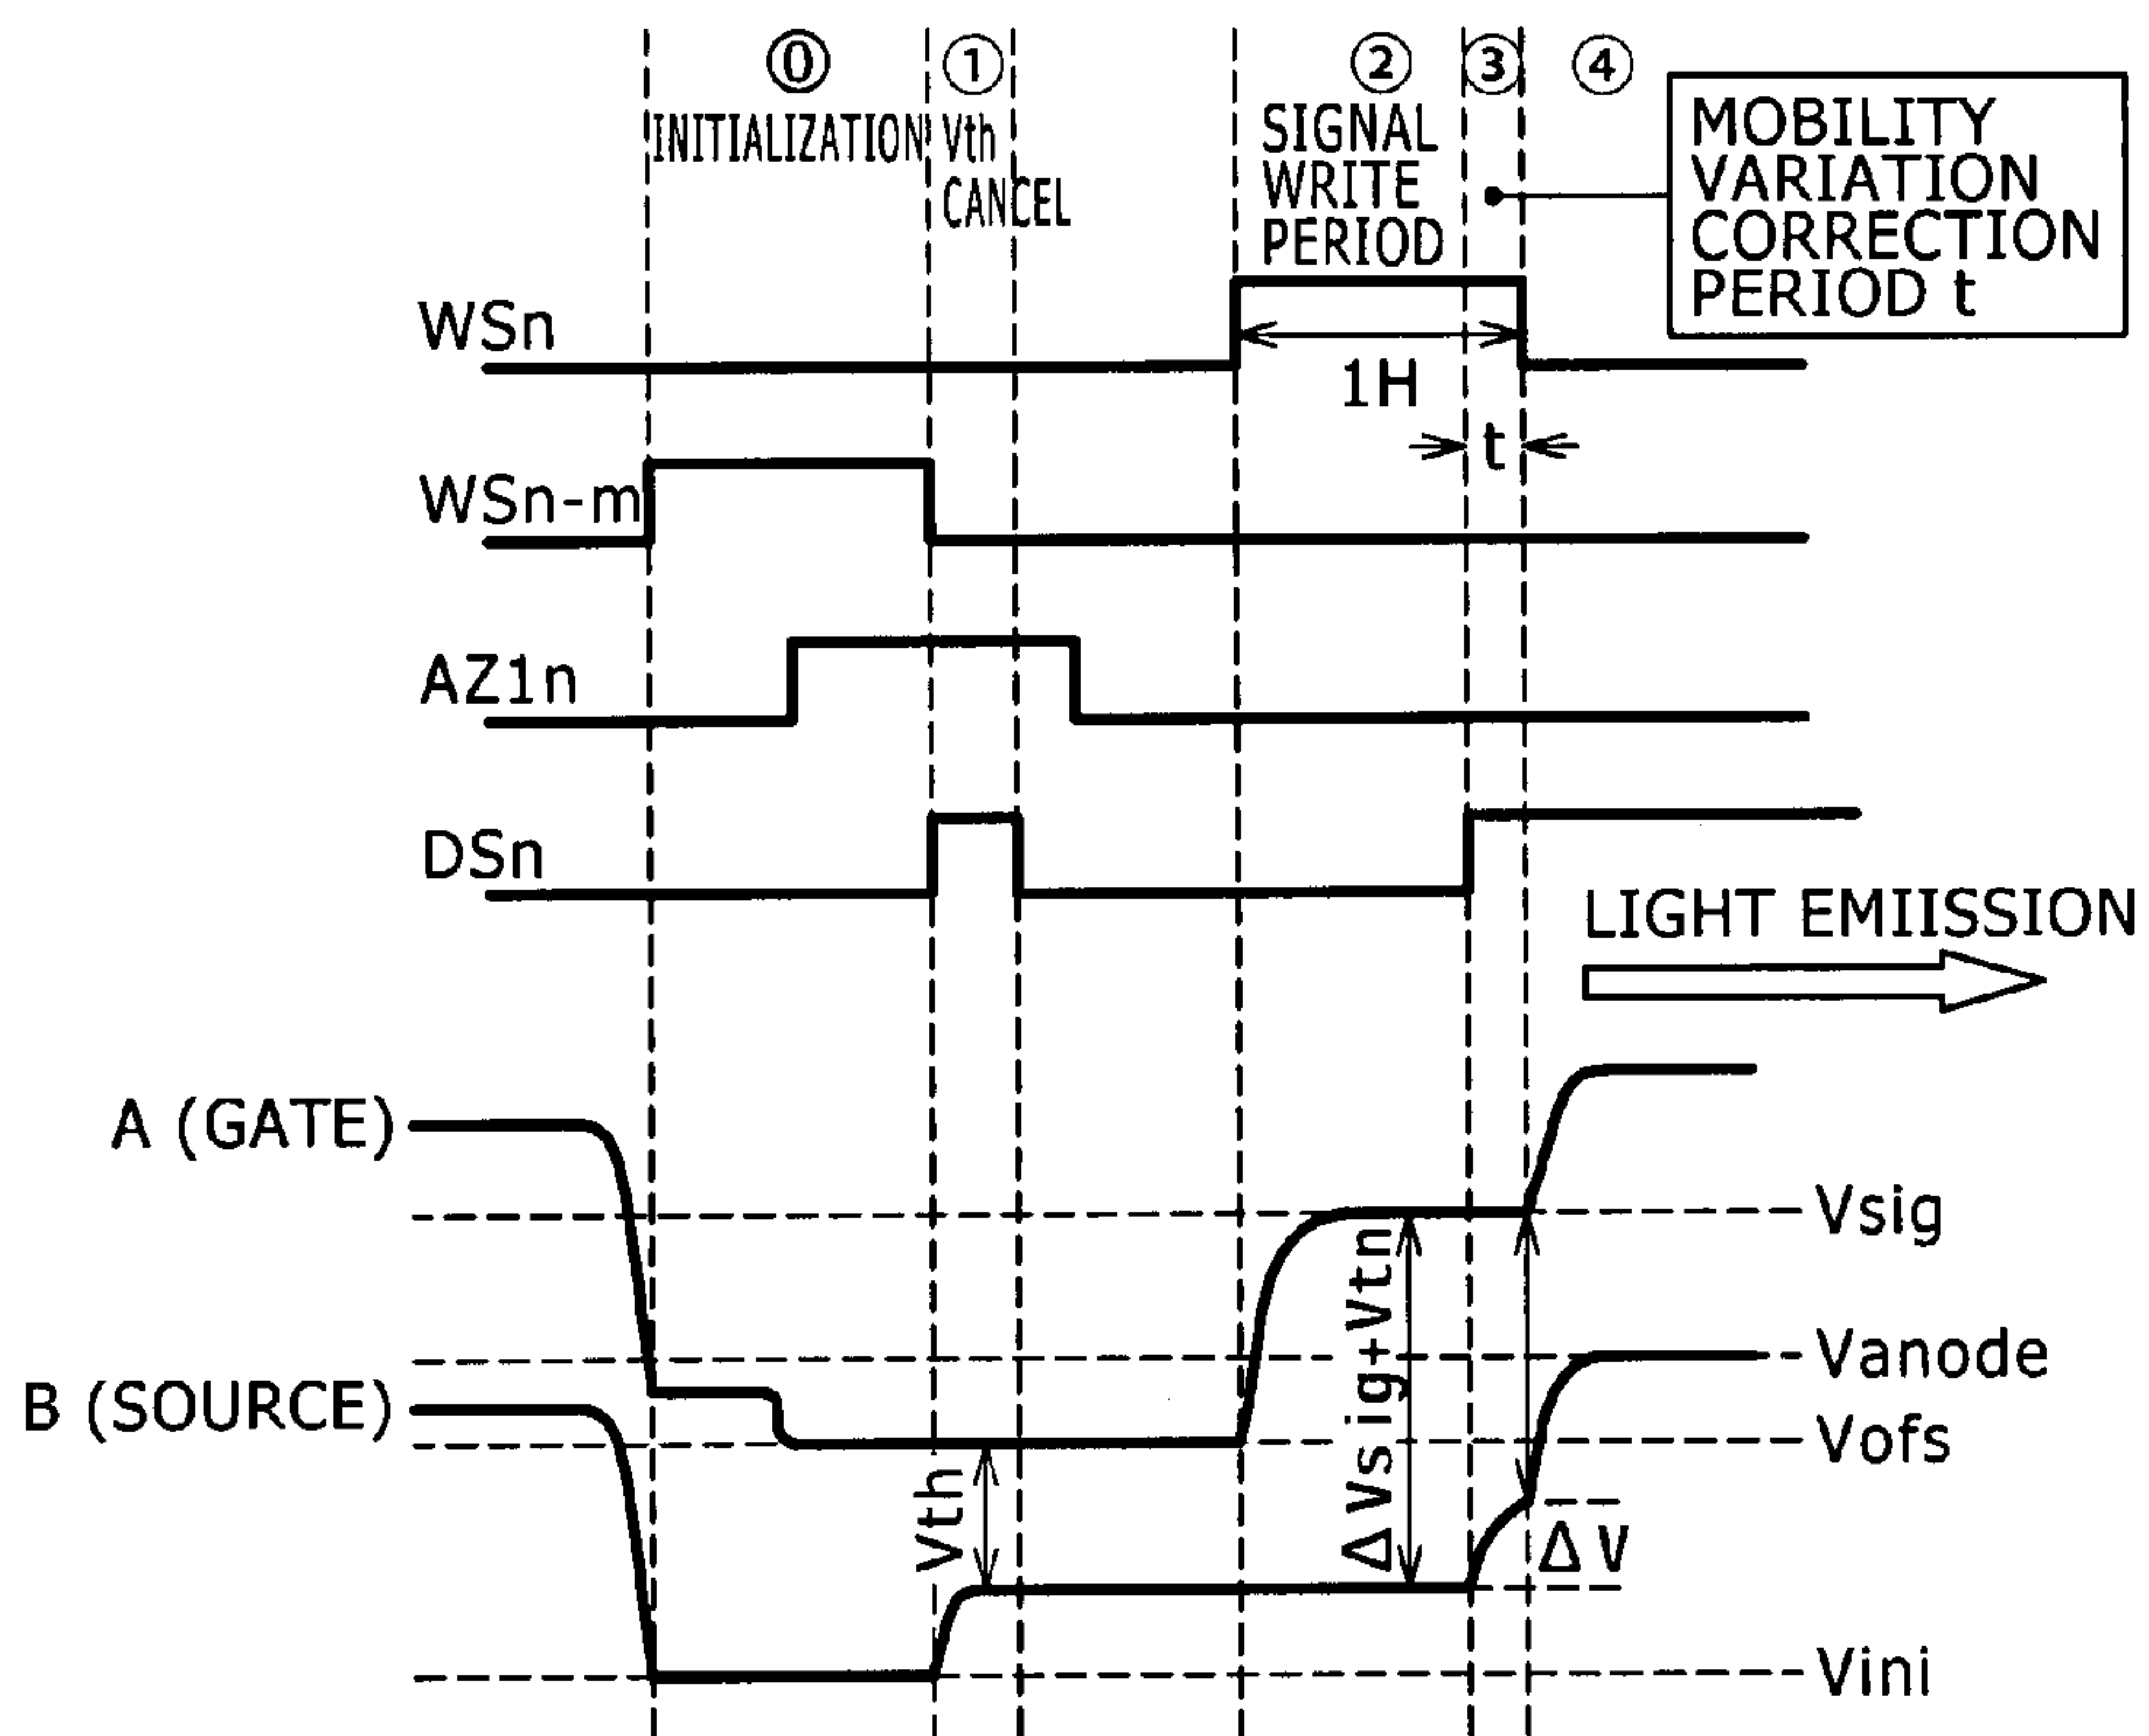 ⓪ ① ② ③ ④
INITIALIZATION
Vth
CANCEL
SIGNAL
WRITE
PERIOD
MOBILITY
VARIATION
CORRECTION
PERIOD t
WSn
1H
t
WSn-m
AZ1n
DSn
LIGHT EMIISSION
A (GATE)
Vsig
ΔVsig+Vtn
Vanode
B (SOURCE)
Vofs
Vth
ΔV
Vini